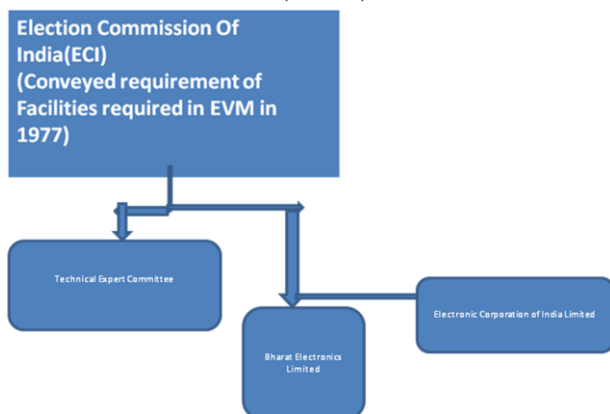 Election Commission Of
India(ECI)
(Conveyed requirement of
Facilities required in EVM in
1977)
Technical Expert Committee
Electronic Corporation of India Limited
Bharat Electronics
Limited